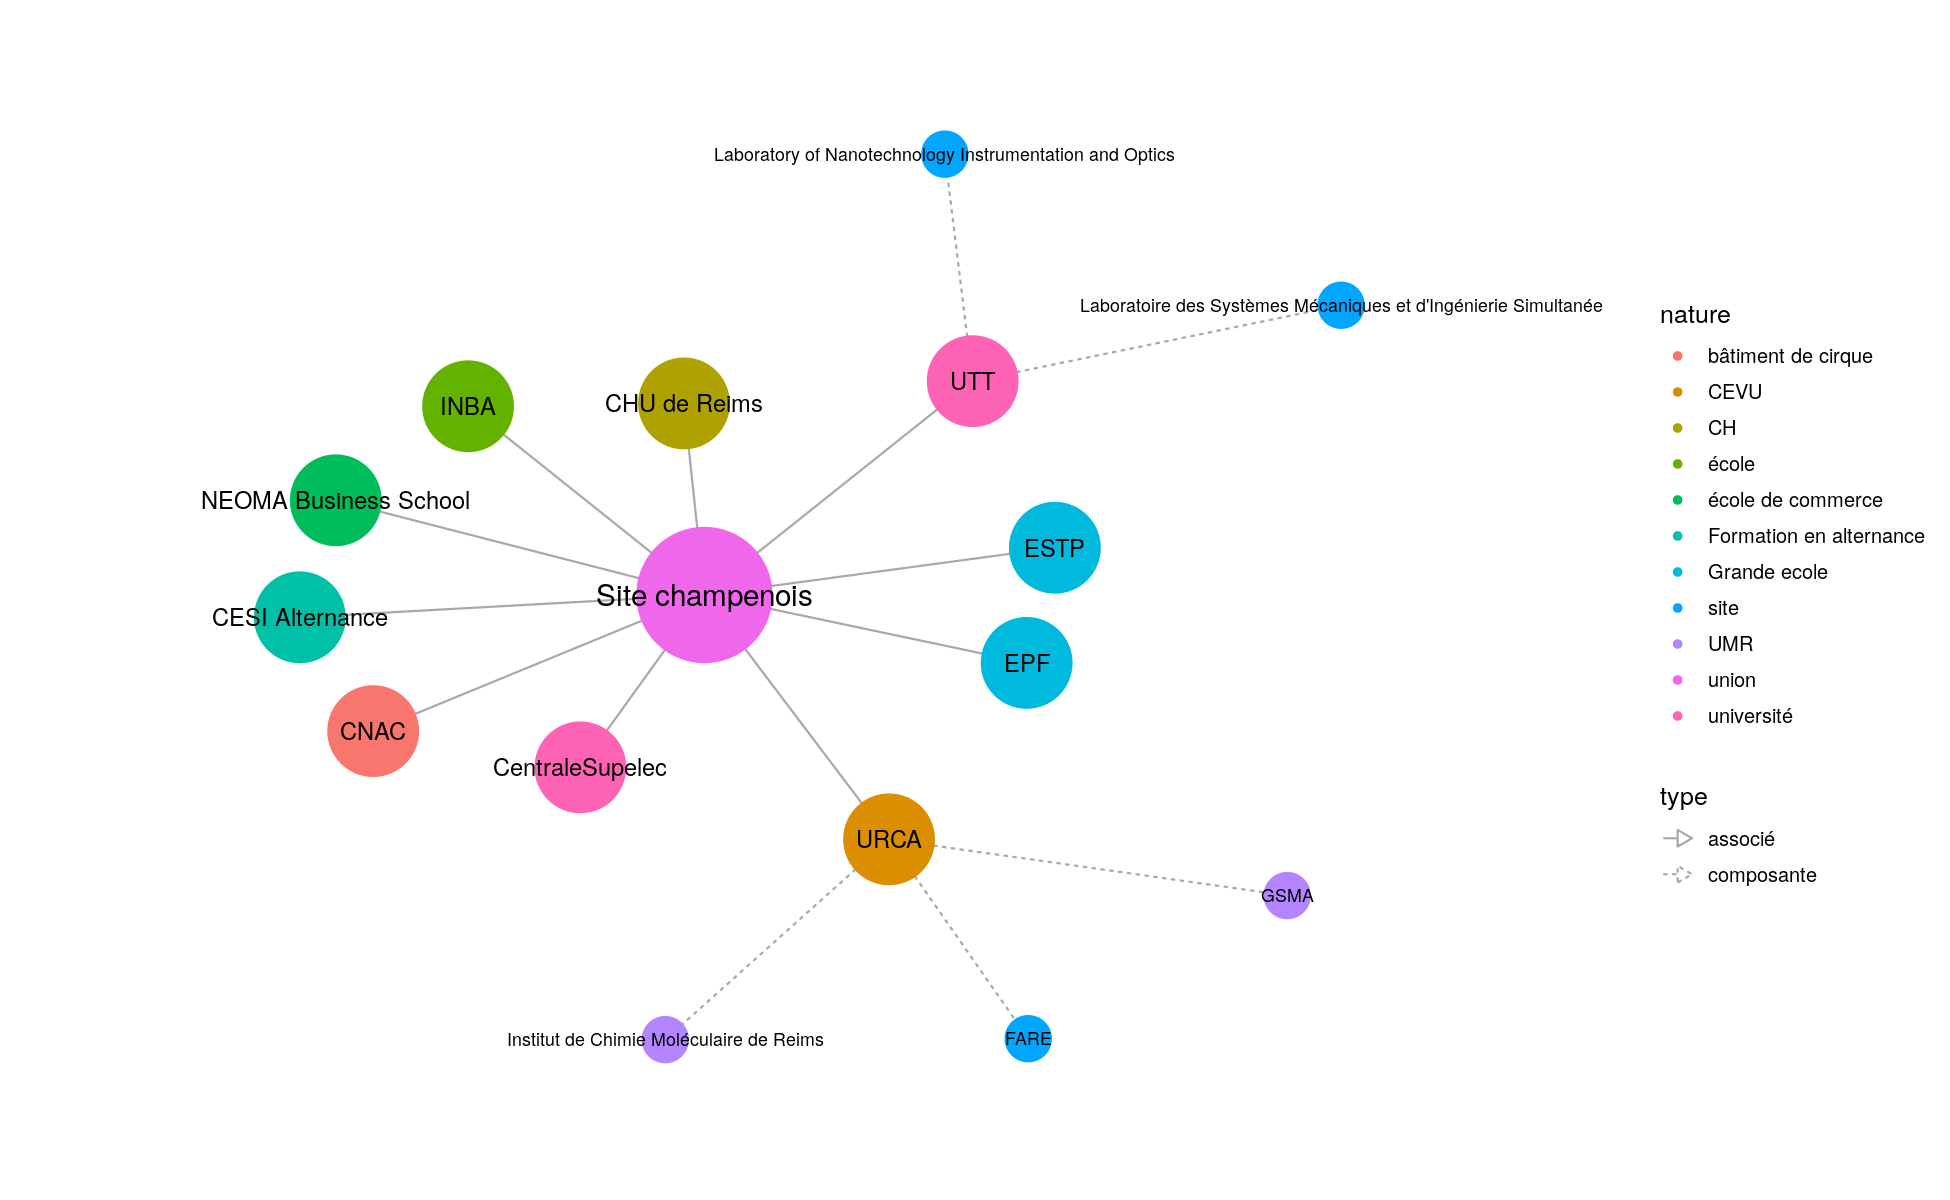 Laboratory of Nanotechnology Instrumentation and Optics
Laboratoire des Systèmes Mécaniques et d'Ingénierie Simultanée
UTT
INBA
CHU de Reims
NEOMA Business School
ESTP
Site champenois
CESI Alternance
EPF
CNAC
CentraleSupelec
URCA
GSMA
Institut de Chimie Moléculaire de Reims
FARE
nature
bâtiment de cirque
CEVU
CH
école
école de commerce
Formation en alternance
Grande ecole
site
UMR
union
université
type
associé
composante